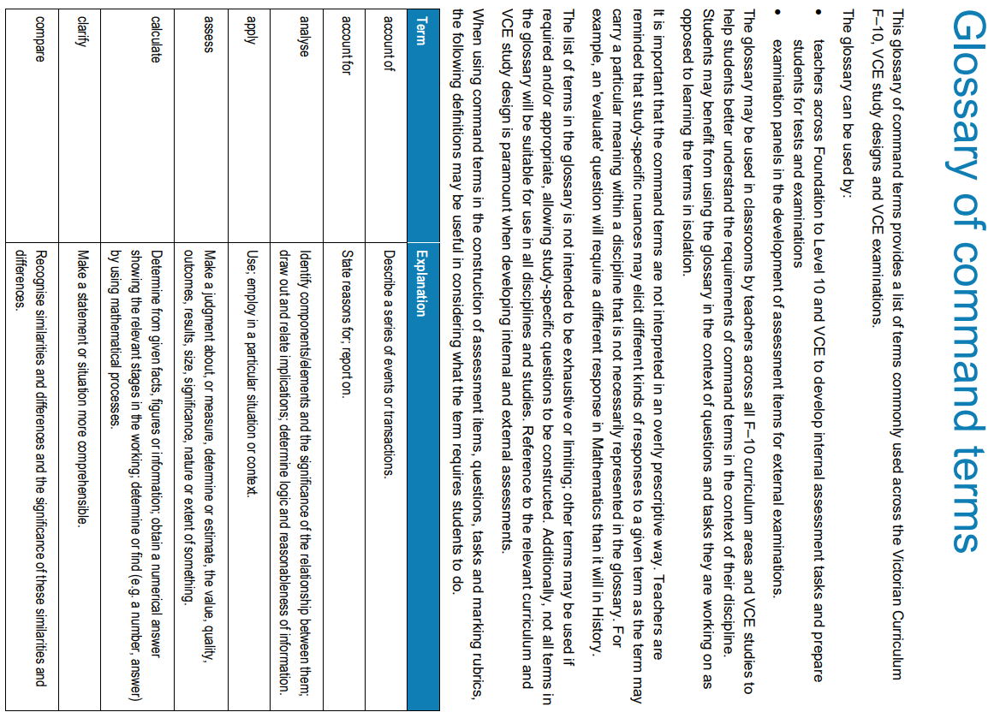 Glossary of command terms
This glossary of command terms provides a list of terms commonly used across the Victorian Curriculum
F–10, VCE study designs and VCE examinations.
The glossary can be used by:
• teachers across Foundation to Level 10 and VCE to develop internal assessment tasks and prepare
students for tests and examinations
• examination panels in the development of assessment items for external examinations.
The glossary may be used in classrooms by teachers across all F–10 curriculum areas and VCE studies to
help students better understand the requirements of command terms in the context of their discipline.
Students may benefit from using the glossary in the context of questions and tasks they are working on as
opposed to learning the terms in isolation.
It is important that the command terms are not interpreted in an overly prescriptive way. Teachers are
reminded that study-specific nuances may elicit different kinds of responses to a given term as the term may
carry a particular meaning within a discipline that is not necessarily represented in the glossary. For
example, an 'evaluate' question will require a different response in Mathematics than it will in History.
The list of terms in the glossary is not intended to be exhaustive or limiting; other terms may be used if
required and/or appropriate, allowing study-specific questions to be constructed. Additionally, not all terms in
the glossary will be suitable for use in all disciplines and studies. Reference to the relevant curriculum and
VCE study design is paramount when developing internal and external assessments.
When using command terms in the construction of assessment items, questions, tasks and marking rubrics,
the following definitions may be useful in considering what the term requires students to do.
Term Explanation
account of Describe a series of events or transactions.
account for State reasons for; report on.
analyse Identify components/elements and the significance of the relationship between them;
draw out and relate implications; determine logic and reasonableness of information.
apply Use; employ in a particular situation or context.
assess Make a judgment about, or measure, determine or estimate, the value, quality,
outcomes, results, size, significance, nature or extent of something.
calculate Determine from given facts, figures or information; obtain a numerical answer
showing the relevant stages in the working; determine or find (e.g. a number, answer)
by using mathematical processes.
clarify Make a statement or situation more comprehensible.
compare Recognise similarities and differences and the significance of these similarities and
differences.